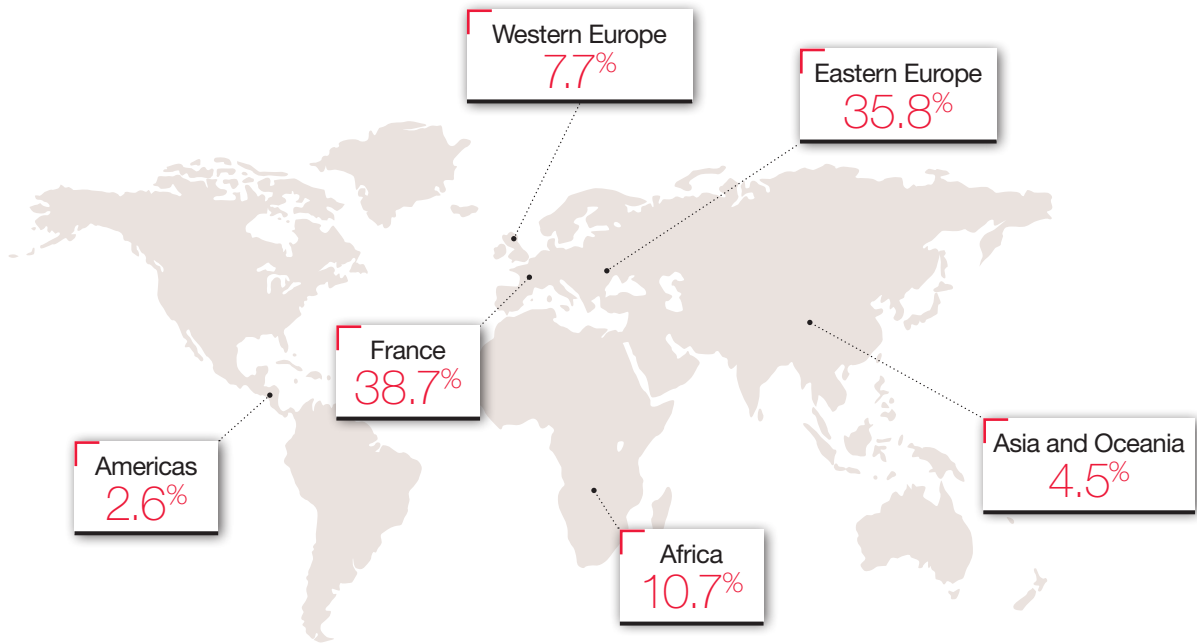 Western Europe
7.7%
Eastern Europe
35.8%
France
38.7%
Americas
2.6%
Asia and Oceania
4.5%
Africa
10.7%